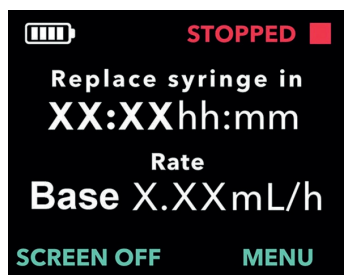 STOPPED
Replace syringe in
XX:XXhh:mm
Rate
Base X.XXmL/h
SCREEN OFF MENU